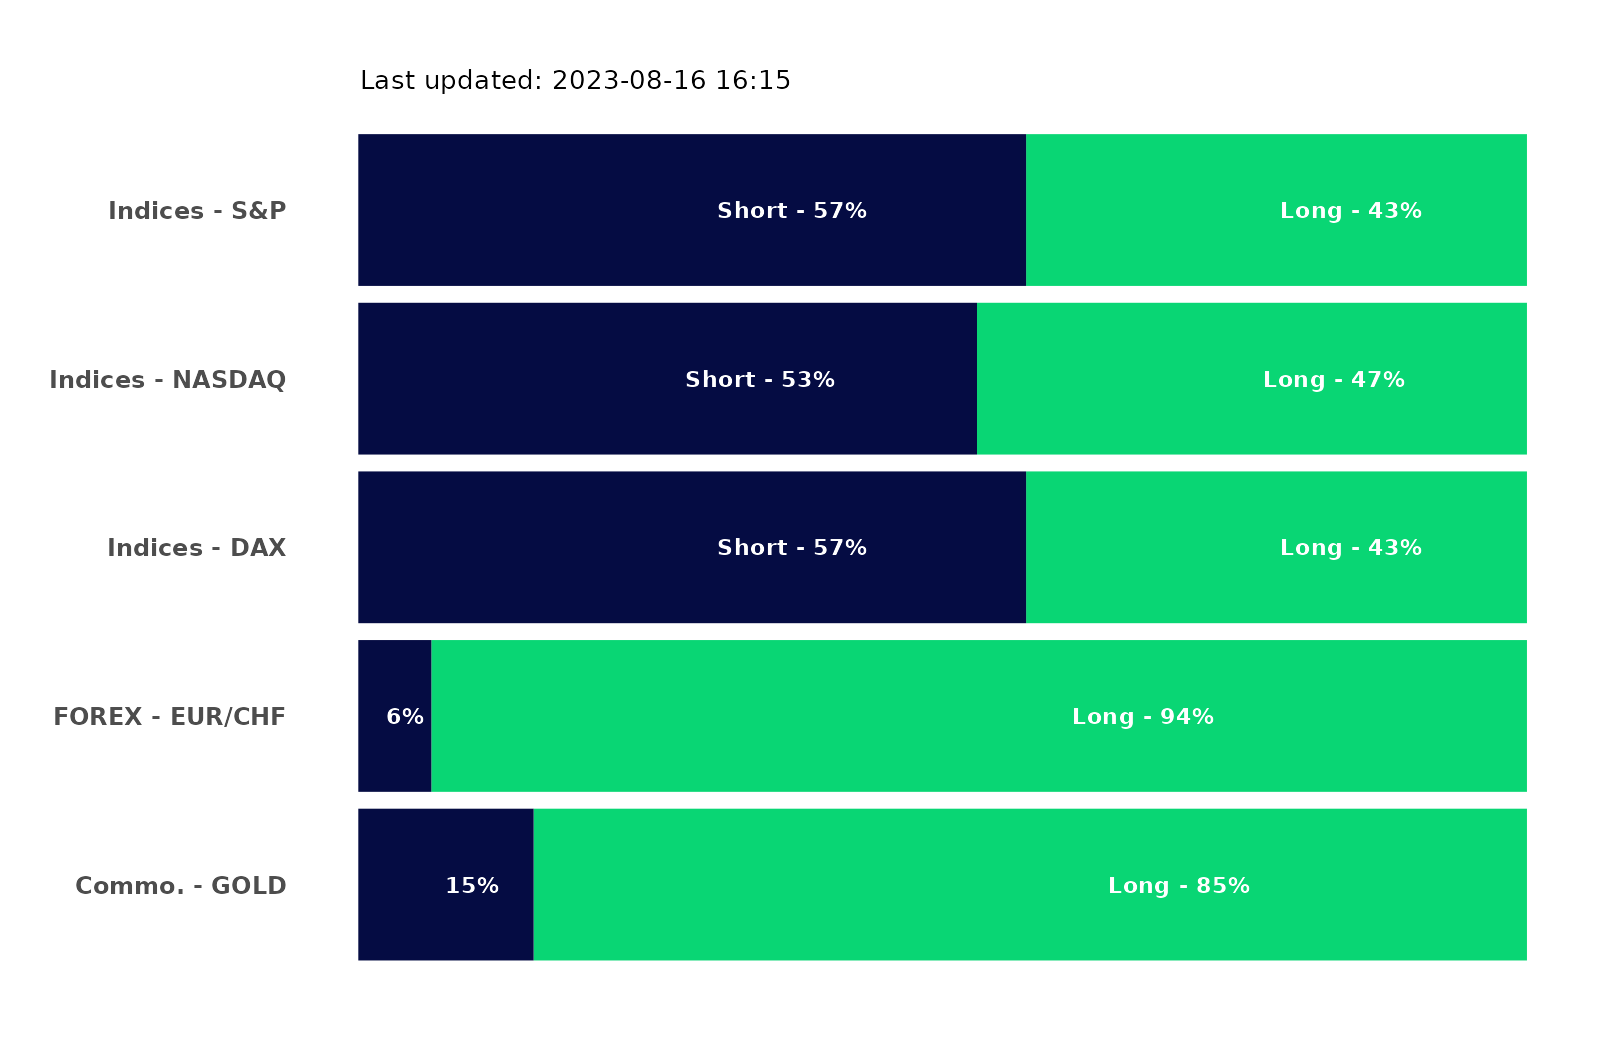 Last updated: 2023-08-16 16:15
Indices - S&P Short - 57% Long - 43%
Indices - NASDAQ Short - 53% Long - 47%
Indices - DAX Short - 57% Long - 43%
FOREX - EUR/CHF 6% Long - 94%
Commo. - GOLD 15% Long - 85%